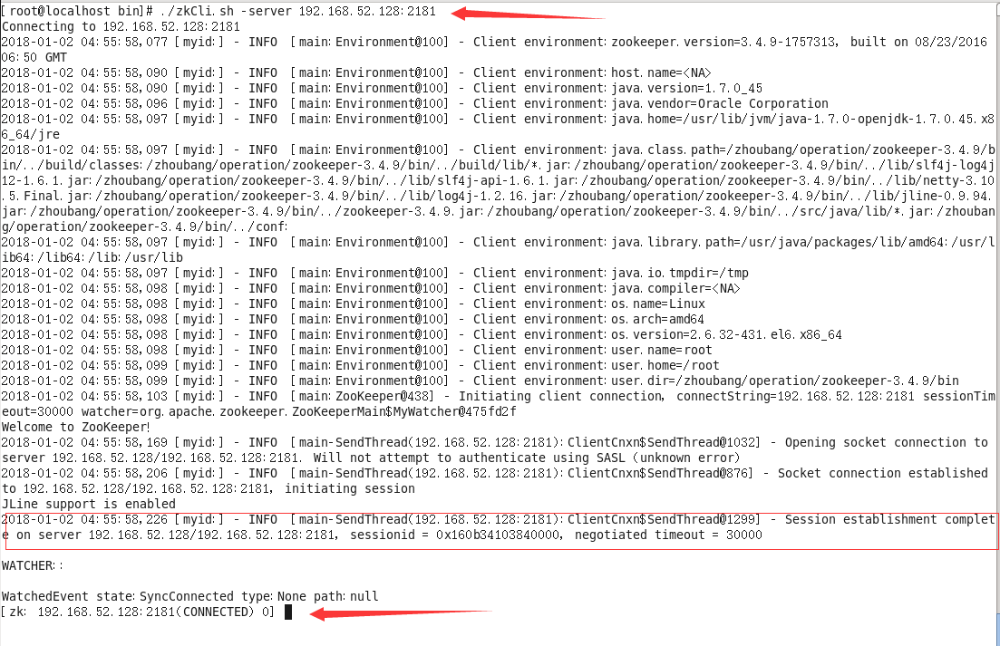 [root@localhost bin]# ./zkCli.sh -server 192.168.52.128:2181
Connecting to 192.168.52.128:2181
2018-01-02 04:55:58,077 [myid:] - INFO  [main:Environment@100] - Client environment:zookeeper.version=3.4.9-1757313, built on 08/23/2016
06:50 GMT
2018-01-02 04:55:58,090 [myid:] - INFO  [main:Environment@100] - Client environment:host.name=<NA>
2018-01-02 04:55:58,090 [myid:] - INFO  [main:Environment@100] - Client environment:java.version=1.7.0_45
2018-01-02 04:55:58,096 [myid:] - INFO  [main:Environment@100] - Client environment:java.vendor=Oracle Corporation
2018-01-02 04:55:58,097 [myid:] - INFO  [main:Environment@100] - Client environment:java.home=/usr/lib/jvm/java-1.7.0-openjdk-1.7.0.45.x8
6_64/jre
2018-01-02 04:55:58,097 [myid:] - INFO  [main:Environment@100] - Client environment:java.class.path=/zhoubang/operation/zookeeper-3.4.9/b
in/../build/classes:/zhoubang/operation/zookeeper-3.4.9/bin/../build/lib/*.jar:/zhoubang/operation/zookeeper-3.4.9/bin/../lib/slf4j-log4j
12-1.6.1.jar:/zhoubang/operation/zookeeper-3.4.9/bin/../lib/slf4j-api-1.6.1.jar:/zhoubang/operation/zookeeper-3.4.9/bin/../lib/netty-3.10
.5.Final.jar:/zhoubang/operation/zookeeper-3.4.9/bin/../lib/log4j-1.2.16.jar:/zhoubang/operation/zookeeper-3.4.9/bin/../lib/jline-0.9.94.
jar:/zhoubang/operation/zookeeper-3.4.9/bin/../zookeeper-3.4.9.jar:/zhoubang/operation/zookeeper-3.4.9/bin/../src/java/lib/*.jar:/zhouban
g/operation/zookeeper-3.4.9/bin/../conf:
2018-01-02 04:55:58,097 [myid:] - INFO  [main:Environment@100] - Client environment:java.library.path=/usr/java/packages/lib/amd64:/usr/l
ib64:/lib64:/lib:/usr/lib
2018-01-02 04:55:58,097 [myid:] - INFO  [main:Environment@100] - Client environment:java.io.tmpdir=/tmp
2018-01-02 04:55:58,098 [myid:] - INFO  [main:Environment@100] - Client environment:java.compiler=<NA>
2018-01-02 04:55:58,098 [myid:] - INFO  [main:Environment@100] - Client environment:os.name=Linux
2018-01-02 04:55:58,098 [myid:] - INFO  [main:Environment@100] - Client environment:os.arch=amd64
2018-01-02 04:55:58,098 [myid:] - INFO  [main:Environment@100] - Client environment:os.version=2.6.32-431.el6.x86_64
2018-01-02 04:55:58,098 [myid:] - INFO  [main:Environment@100] - Client environment:user.name=root
2018-01-02 04:55:58,099 [myid:] - INFO  [main:Environment@100] - Client environment:user.home=/root
2018-01-02 04:55:58,099 [myid:] - INFO  [main:Environment@100] - Client environment:user.dir=/zhoubang/operation/zookeeper-3.4.9/bin
2018-01-02 04:55:58,103 [myid:] - INFO  [main:ZooKeeper@438] - Initiating client connection, connectString=192.168.52.128:2181 sessionTim
eout=30000 watcher=org.apache.zookeeper.ZooKeeperMain$MyWatcher@475fd2f
Welcome to ZooKeeper!
2018-01-02 04:55:58,169 [myid:] - INFO  [main-SendThread(192.168.52.128:2181):ClientCnxn$SendThread@1032] - Opening socket connection to
server 192.168.52.128/192.168.52.128:2181. Will not attempt to authenticate using SASL (unknown error)
2018-01-02 04:55:58,206 [myid:] - INFO  [main-SendThread(192.168.52.128:2181):ClientCnxn$SendThread@876] - Socket connection established
to 192.168.52.128/192.168.52.128:2181, initiating session
JLine support is enabled
2018-01-02 04:55:58,226 [myid:] - INFO  [main-SendThread(192.168.52.128:2181):ClientCnxn$SendThread@1299] - Session establishment complet
e on server 192.168.52.128/192.168.52.128:2181, sessionid = 0x160b34103840000, negotiated timeout = 30000
WATCHER::
WatchedEvent state:SyncConnected type:None path:null
[zk: 192.168.52.128:2181(CONNECTED) 0]